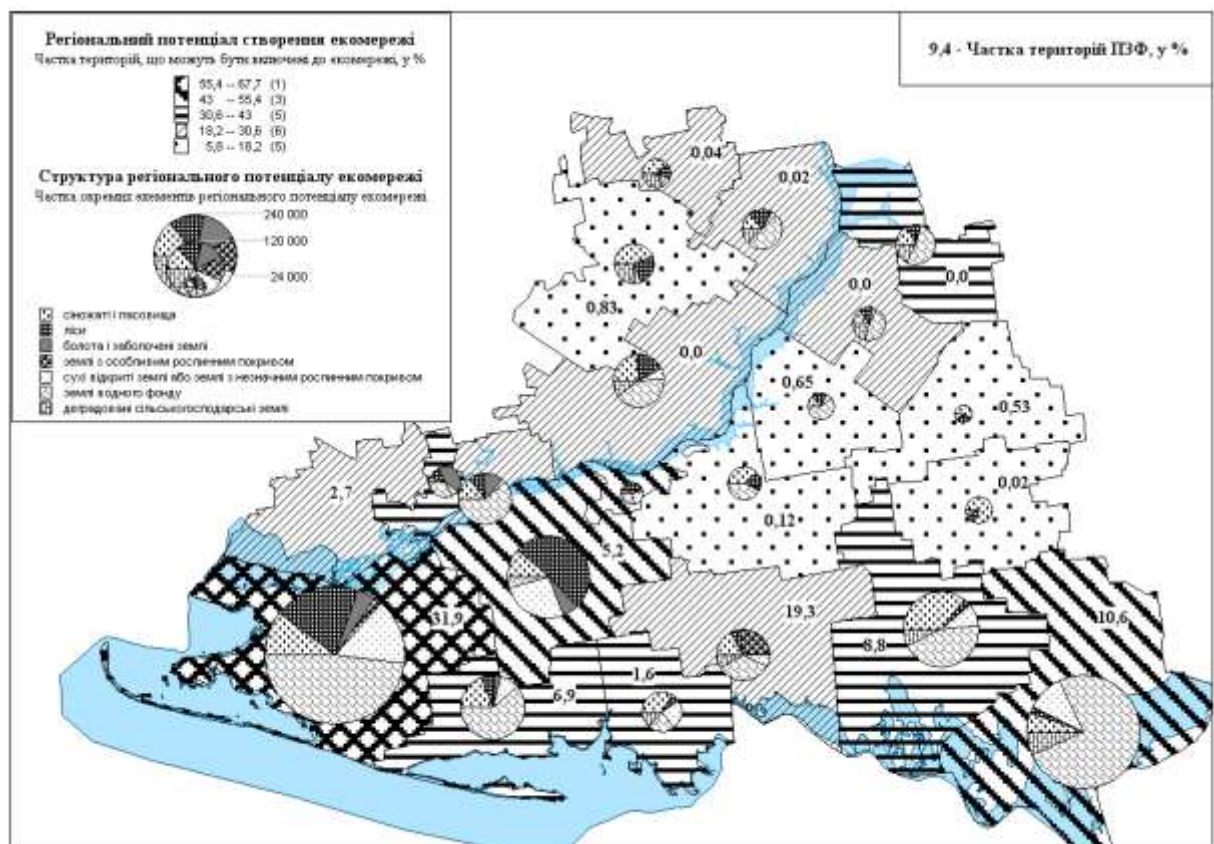 Регіональний потенціал створення екомережі
Частка територій, що можуть бути включені до екомережі, у %
55,4 -- 67,7 (1)
43 -- 55,4 (3)
30,6 -- 43 (5)
18,2 -- 30,6 (6)
5,8 -- 18,2 (5)
Структура регіонального потенціалу екомережі
Частка окремих елементів регіонального потенціалу екомережі
240 000
120 000
24 000
сіножаті і пасовища
ліси
болота і заболочені землі
землі з особливим рослинним покривом
сухі відкриті землі або землі з незначним рослинним покривом
землі водного фонду
деградовані сільськогосподарські землі
9,4 - Частка територій ПЗФ, у %
0,04
0,02
0,0
0,83
0,0
0,0
0,65
0,53
2,7
0,02
0,12
5,2
19,3
31,9
10,6
8,8
1,6
6,9